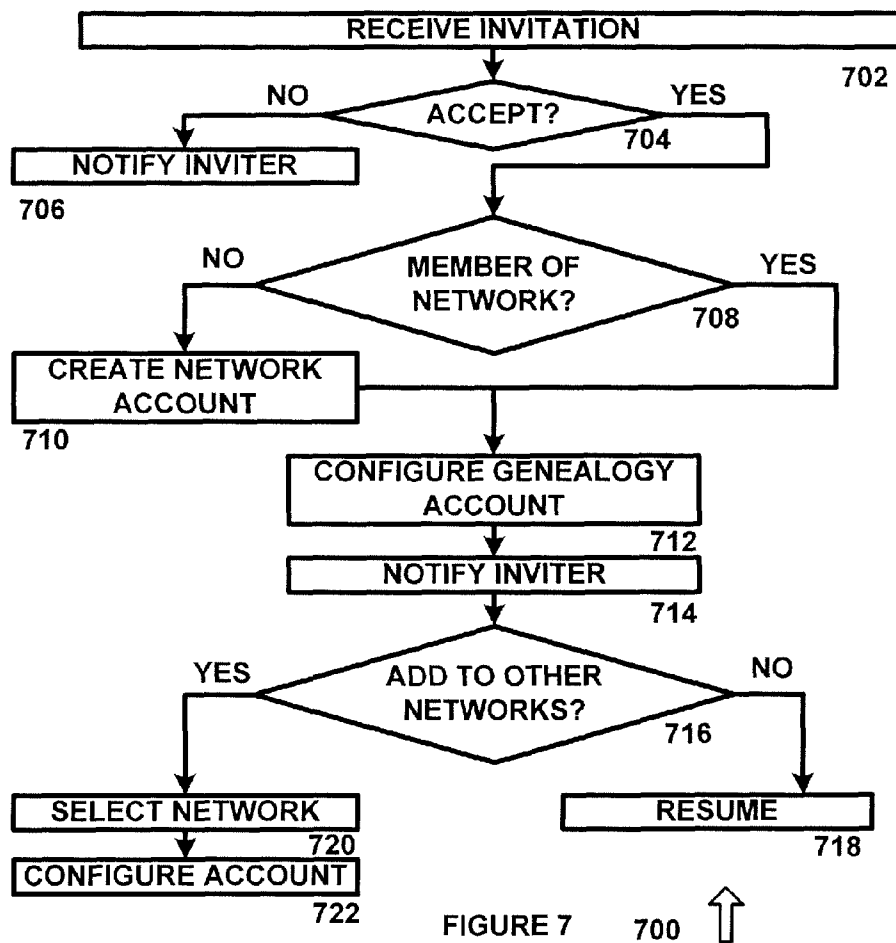 RECEIVE INVITATION
702
NO
ACCEPT?
YES
704
NOTIFY INVITER
706
NO
MEMBER OF
NETWORK?
YES
708
CREATE NETWORK
ACCOUNT
710
CONFIGURE GENEALOGY
ACCOUNT
712
NOTIFY INVITER
714
YES
ADD TO OTHER
NETWORKS?
NO
716
SELECT NETWORK
720
RESUME
718
CONFIGURE ACCOUNT
722
FIGURE 7
700